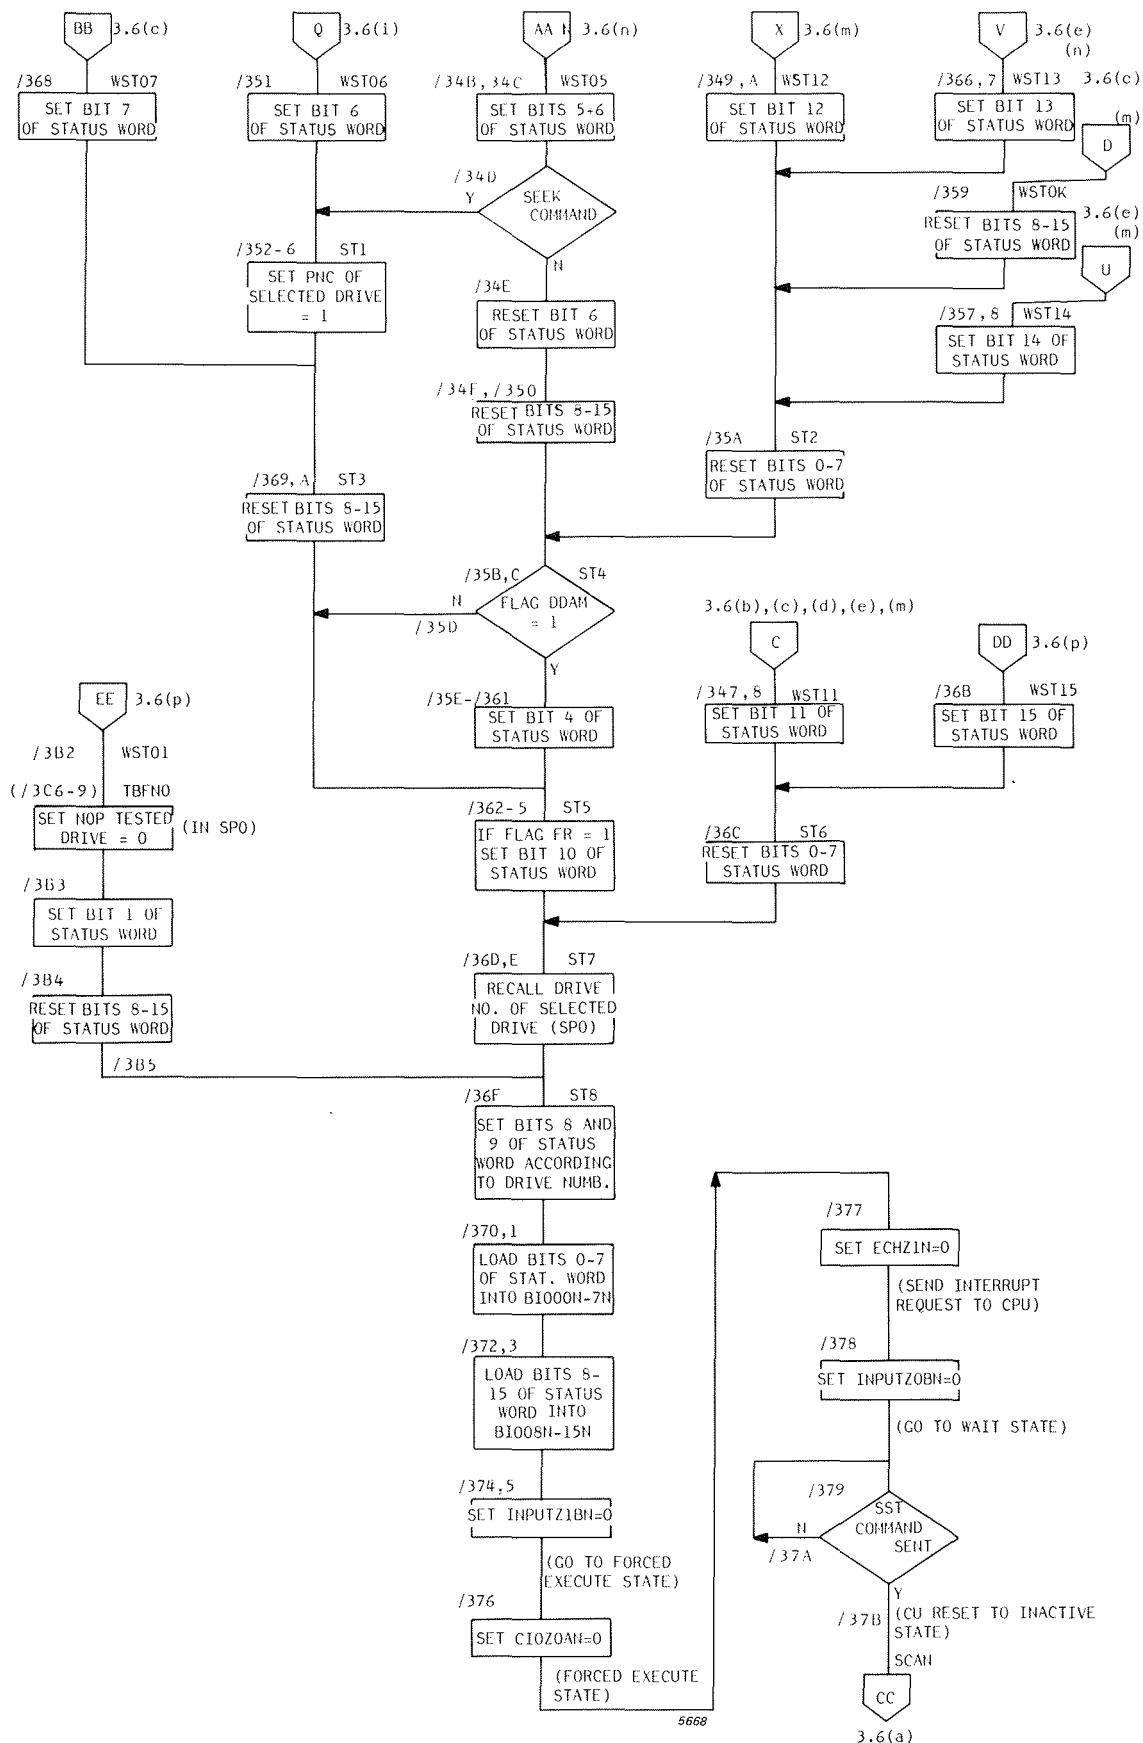 BB 3.6(c)
Q 3.6(i)
AA 3.6(n)
X 3.6(m)
V 3.6(e)
(n)
/368 WST07
SET BIT 7
OF STATUS WORD
/351 WST06
SET BIT 6
OF STATUS WORD
/34B,34C WST05
SET BITS 5+6
OF STATUS WORD
/349,A WST12
SET BIT 12
OF STATUS WORD
/366,7 WST13
SET BIT 13
OF STATUS WORD
3.6(c)
(m)
D
/34D
Y
SEEK
COMMAND
N
/359 WST0K
RESET BITS 8-15
OF STATUS WORD
3.6(e)
(m)
U
/352-6 ST1
SET PNC OF
SELECTED DRIVE
= 1
/34E
RESET BIT 6
OF STATUS WORD
/357,8 WST14
SET BIT 14 OF
STATUS WORD
/34F,/350
RESET BITS 8-15
OF STATUS WORD
/35A ST2
RESET BITS 0-7
OF STATUS WORD
/369,A ST3
RESET BITS 8-15
OF STATUS WORD
/35B,C ST4
FLAG DDAM
= 1
N
/35D
Y
3.6(b),(c),(d),(e),(m)
C
DD 3.6(p)
EE 3.6(p)
/35E-/361
SET BIT 4 OF
STATUS WORD
/347,8 WST11
SET BIT 11 OF
STATUS WORD
/36B WST15
SET BIT 15 OF
STATUS WORD
/3B2 WST01
(/3C6-9) TBFNO
SET NOP TESTED
DRIVE = 0
(IN SPO)
/362-5 ST5
IF FLAG FR = 1
SET BIT 10 OF
STATUS WORD
/36C ST6
RESET BITS 0-7
STATUS WORD
/3B3
SET BIT 1 OF
STATUS WORD
/36D,E ST7
RECALL DRIVE
NO. OF SELECTED
DRIVE (SPO)
/3B4
RESET BITS 8-15
OF STATUS WORD
/3B5
/36F ST8
SET BITS 8 AND
9 OF STATUS
WORD ACCORDING
TO DRIVE NUMB.
/370,1
LOAD BITS 0-7
OF STAT. WORD
INTO BIO00N-7N
/372,3
LOAD BITS 8-
15 OF STATUS
WORD INTO
BIO08N-15N
/374,5
SET INPUTZ1BN=0
(GO TO FORCED
EXECUTE STATE)
/376
SET CIOZOAN=0
(FORCED EXECUTE
STATE)
/377
SET ECHZ1N=0
(SEND INTERRUPT
REQUEST TO CPU)
/378
SET INPUTZ0BN=0
(GO TO WAIT STATE)
/379
SST
COMMAND
SENT
N
/37A
Y
/37B
(CU RESET TO INACTIVE
STATE)
SCAN
CC
3.6(a)
5668